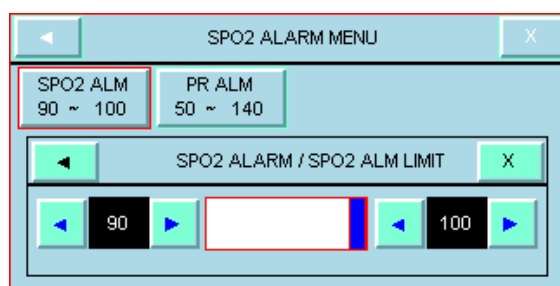 SPO2 ALARM MENU X
SPO2 ALM PR ALM
90 ~ 100 50 ~ 140
SPO2 ALARM / SPO2 ALM LIMIT X
90 100